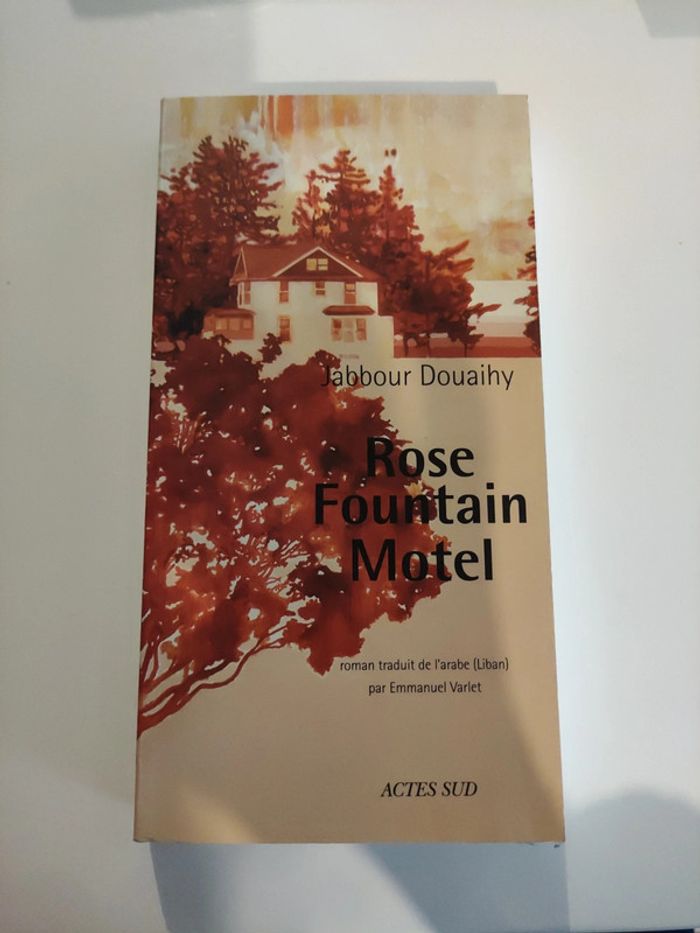 Jabbour Douaihy
Rose
Fountain
Motel
roman traduit de l'arabe (Liban)
par Emmanuel Varlet
ACTES SUD